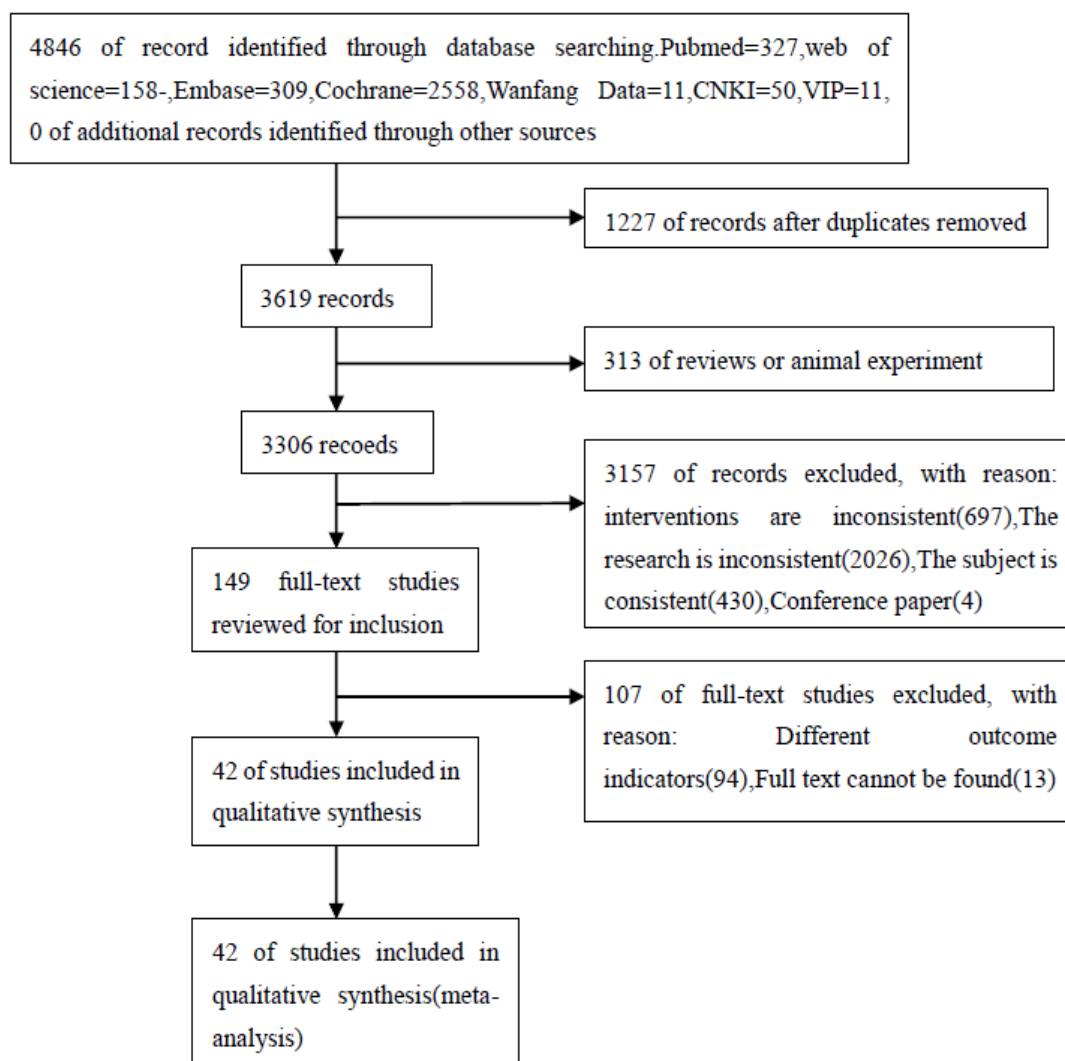 4846 of record identified through database searching.Pubmed=327,web of
science=158-,Embase=309,Cochrane=2558,Wanfang Data=11,CNKI=50,VIP=11,
0 of additional records identified through other sources
1227 of records after duplicates removed
3619 records
313 of reviews or animal experiment
3306 recoeds
3157 of records excluded, with reason:
interventions are inconsistent(697),The
research is inconsistent(2026),The subject is
consistent(430),Conference paper(4)
149 full-text studies
reviewed for inclusion
107 of full-text studies excluded, with
reason: Different outcome
indicators(94),Full text cannot be found(13)
42 of studies included in
qualitative synthesis
42 of studies included in
qualitative synthesis(meta-
analysis)